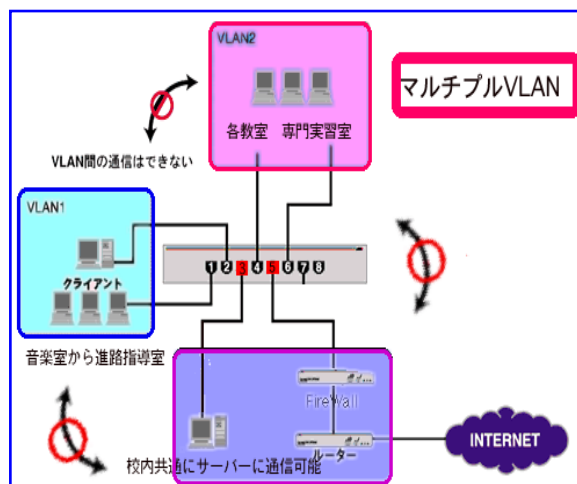 VLAN2
マルチプルVLAN
各教室 専門実習室
VLAN間の通信はできない
VLAN1
クライアント
1 2 3 4 5 6 7 8
音楽室から進路指導室
FireWall
ルーター
INTERNET
校内共通にサーバーに通信可能